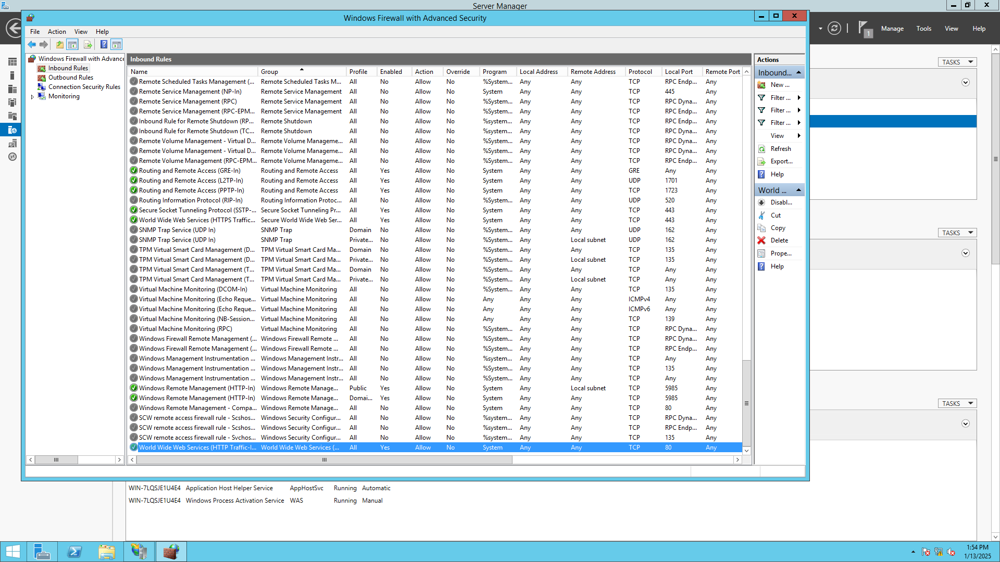 Server Manager
Windows Firewall with Advanced Security
Manage Tools View Help
1
File Action View Help
Windows Firewall with Advance
Inbound Rules
Outbound Rules
Connection Security Rules
Monitoring
Inbound Rules
Name Group Profile Enabled Action Override Program Local Address Remote Address Protocol Local Port Remote Port
Remote Scheduled Tasks Management (... Remote Scheduled Tasks M... All No Allow No %System... Any Any TCP RPC Endp... Any
Remote Service Management (NP-In) Remote Service Management All No Allow No System Any Any TCP 445 Any
Remote Service Management (RPC) Remote Service Management All No Allow No %System... Any Any TCP RPC Dyna... Any
Remote Service Management (RPC-EPM... Remote Service Management All No Allow No %System... Any Any TCP RPC Endp... Any
Inbound Rule for Remote Shutdown (RP... Remote Shutdown All No Allow No %system... Any Any TCP RPC Endp... Any
Inbound Rule for Remote Shutdown (TC... Remote Shutdown All No Allow No %system... Any Any TCP RPC Dyna... Any
Remote Volume Management - Virtual D... Remote Volume Manageme... All No Allow No %System... Any Any TCP RPC Dyna... Any
Remote Volume Management - Virtual D... Remote Volume Manageme... All No Allow No %System... Any Any TCP RPC Dyna... Any
Remote Volume Management (RPC-EPM... Remote Volume Manageme... All No Allow No %System... Any Any TCP RPC Endp... Any
Routing and Remote Access (GRE-In) Routing and Remote Access All Yes Allow No System Any Any GRE Any Any
Routing and Remote Access (L2TP-In) Routing and Remote Access All Yes Allow No System Any Any UDP 1701 Any
Routing and Remote Access (PPTP-In) Routing and Remote Access All Yes Allow No System Any Any TCP 1723 Any
Routing Information Protocol (RIP-In) Routing Information Protoc... All No Allow No %System... Any Any UDP 520 Any
Secure Socket Tunneling Protocol (SSTP-... Secure Socket Tunneling Pr... All Yes Allow No System Any Any TCP 443 Any
World Wide Web Services (HTTPS Traffic... Secure World Wide Web Ser... All Yes Allow No System Any Any TCP 443 Any
SNMP Trap Service (UDP In) SNMP Trap Domain No Allow No %System... Any Any UDP 162 Any
SNMP Trap Service (UDP In) SNMP Trap Private... No Allow No %System... Any Local subnet UDP 162 Any
TPM Virtual Smart Card Management (D... TPM Virtual Smart Card Ma... Domain No Allow No %System... Any Any TCP 135 Any
TPM Virtual Smart Card Management (D... TPM Virtual Smart Card Ma... Private... No Allow No %System... Any Local subnet TCP 135 Any
TPM Virtual Smart Card Management (T... TPM Virtual Smart Card Ma... Domain No Allow No %System... Any Any TCP Any Any
TPM Virtual Smart Card Management (T... TPM Virtual Smart Card Ma... Private... No Allow No %System... Any Local subnet TCP Any Any
Virtual Machine Monitoring (DCOM-In) Virtual Machine Monitoring All No Allow No %System... Any Any TCP 135 Any
Virtual Machine Monitoring (Echo Reque... Virtual Machine Monitoring All No Allow No Any Any Any ICMPv4 Any Any
Virtual Machine Monitoring (Echo Reque... Virtual Machine Monitoring All No Allow No Any Any Any ICMPv6 Any Any
Virtual Machine Monitoring (NB-Session... Virtual Machine Monitoring All No Allow No Any Any Any TCP 139 Any
Virtual Machine Monitoring (RPC) Virtual Machine Monitoring All No Allow No %System... Any Any TCP RPC Dyna... Any
Windows Firewall Remote Management (... Windows Firewall Remote ... All No Allow No %System... Any Any TCP RPC Dyna... Any
Windows Firewall Remote Management (... Windows Firewall Remote ... All No Allow No %System... Any Any TCP RPC Endp... Any
Windows Management Instrumentation ... Windows Management Instr... All No Allow No %system... Any Any TCP Any Any
Windows Management Instrumentation ... Windows Management Instr... All No Allow No %System... Any Any TCP 135 Any
Windows Management Instrumentation ... Windows Management Instr... All No Allow No %System... Any Any TCP Any Any
Windows Remote Management (HTTP-In) Windows Remote Manage... Public Yes Allow No System Any Local subnet TCP 5985 Any
Windows Remote Management (HTTP-In) Windows Remote Manage... Domai... Yes Allow No System Any Any TCP 5985 Any
Windows Remote Management - Compa... Windows Remote Manage... All No Allow No System Any Any TCP 80 Any
SCW remote access firewall rule - Scshos... Windows Security Configur... All No Allow No %system... Any Any TCP RPC Dyna... Any
SCW remote access firewall rule - Scshos... Windows Security Configur... All No Allow No %system... Any Any TCP RPC Endp... Any
SCW remote access firewall rule - Svchos... Windows Security Configur... All No Allow No %system... Any Any TCP 135 Any
World Wide Web Services (HTTP Traffic-I... World Wide Web Services (... All Yes Allow No System Any Any TCP 80 Any
Actions
Inbound...
New ...
Filter ...
Filter ...
Filter ...
View
Refresh
Export...
Help
World ...
Disabl...
Cut
Copy
Delete
Prope...
Help
TASKS
TASKS
TASKS
WIN-7LQSJE1U4E4 Application Host Helper Service AppHostSvc Running Automatic
WIN-7LQSJE1U4E4 Windows Process Activation Service WAS Running Manual
1:54 PM
1/13/2025